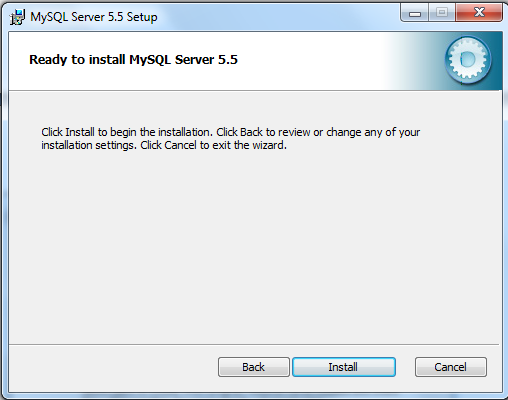 MySQL Server 5.5 Setup
Ready to install MySQL Server 5.5
Click Install to begin the installation. Click Back to review or change any of your
installation settings. Click Cancel to exit the wizard.
Back Install Cancel